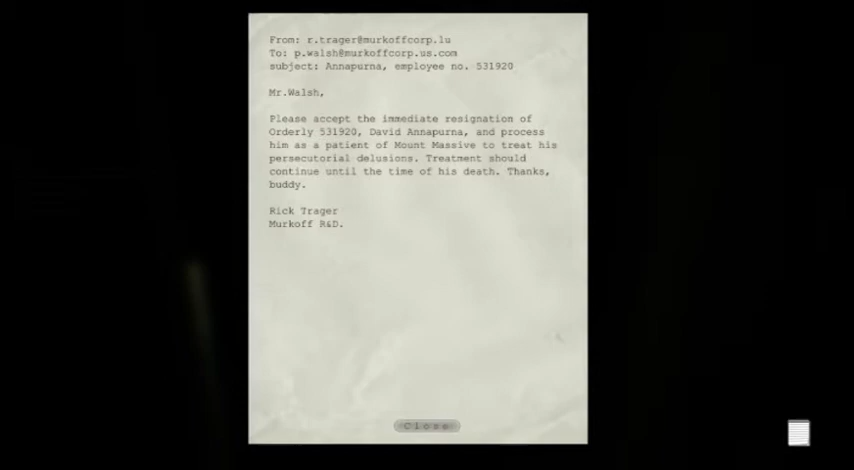 From: r.trager@murkoffcorp.lu
To: p.walsh@murkoffcorp.us.com
subject: Annapurna, employee no. 531920
Mr.Walsh,
Please accept the immediate resignation of
Orderly 531920, David Annapurna, and process
him as a patient of Mount Massive to treat his
persecutorial delusions. Treatment should
continue until the time of his death. Thanks,
buddy.
Rick Trager
Murkoff R&D.
Close